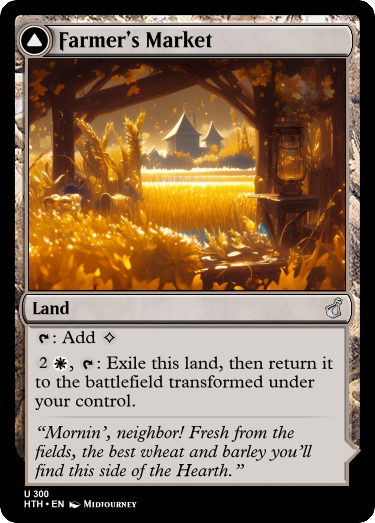 Farmer's Market
Land
: Add
2 , : Exile this land, then return it
to the battlefield transformed under
your control.
“Mornin’, neighbor! Fresh from the
fields, the best wheat and barley you’ll
find this side of the Hearth.”
U 300
HTH • EN Midjourney